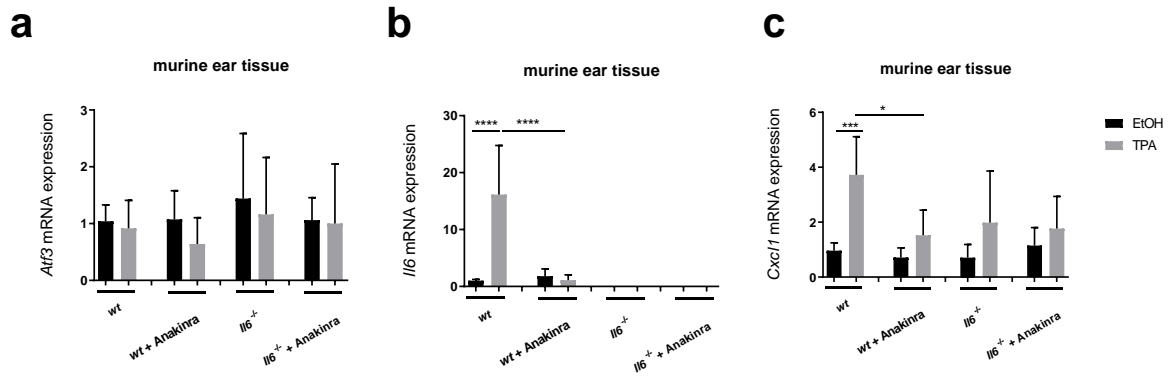 a
murine ear tissue
Atf3 mRNA expression
3
2
1
0
wt
wt + Anakinra
Il6 -/-
Il6 -/- + Anakinra
b
murine ear tissue
Il6 mRNA expression
30
20
10
0
**** ****
wt
wt + Anakinra
Il6 -/-
Il6 -/- + Anakinra
c
murine ear tissue
Cxcl1 mRNA expression
6
4
2
0
*
***
wt
wt + Anakinra
Il6 -/-
Il6 -/- + Anakinra
EtOH
TPA